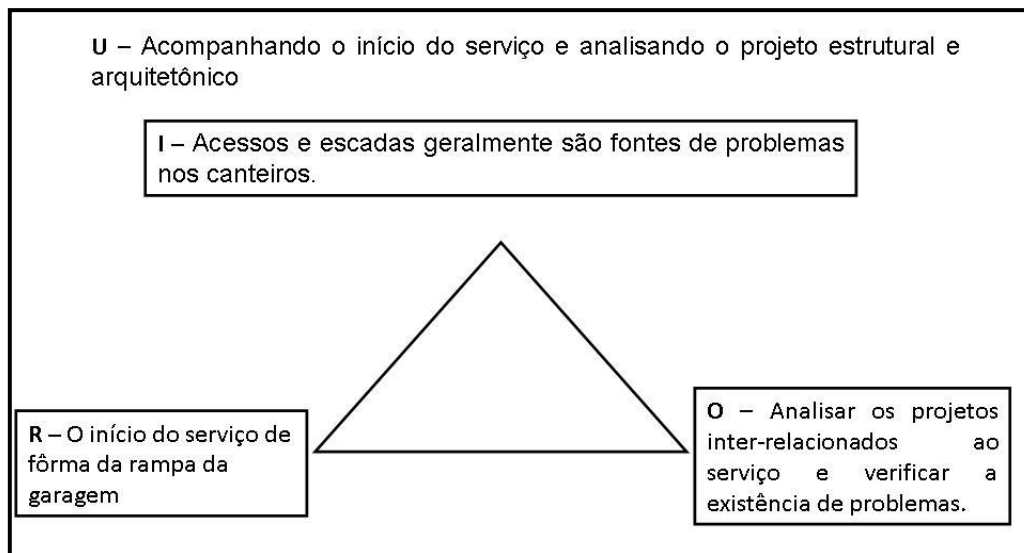 U – Acompanhando o início do serviço e analisando o projeto estrutural e
arquitetônico
I – Acessos e escadas geralmente são fontes de problemas
nos canteiros.
R – O início do serviço de
fôrma da rampa da
garagem
O – Analisar os projetos
inter-relacionados ao
serviço e verificar a
existência de problemas.